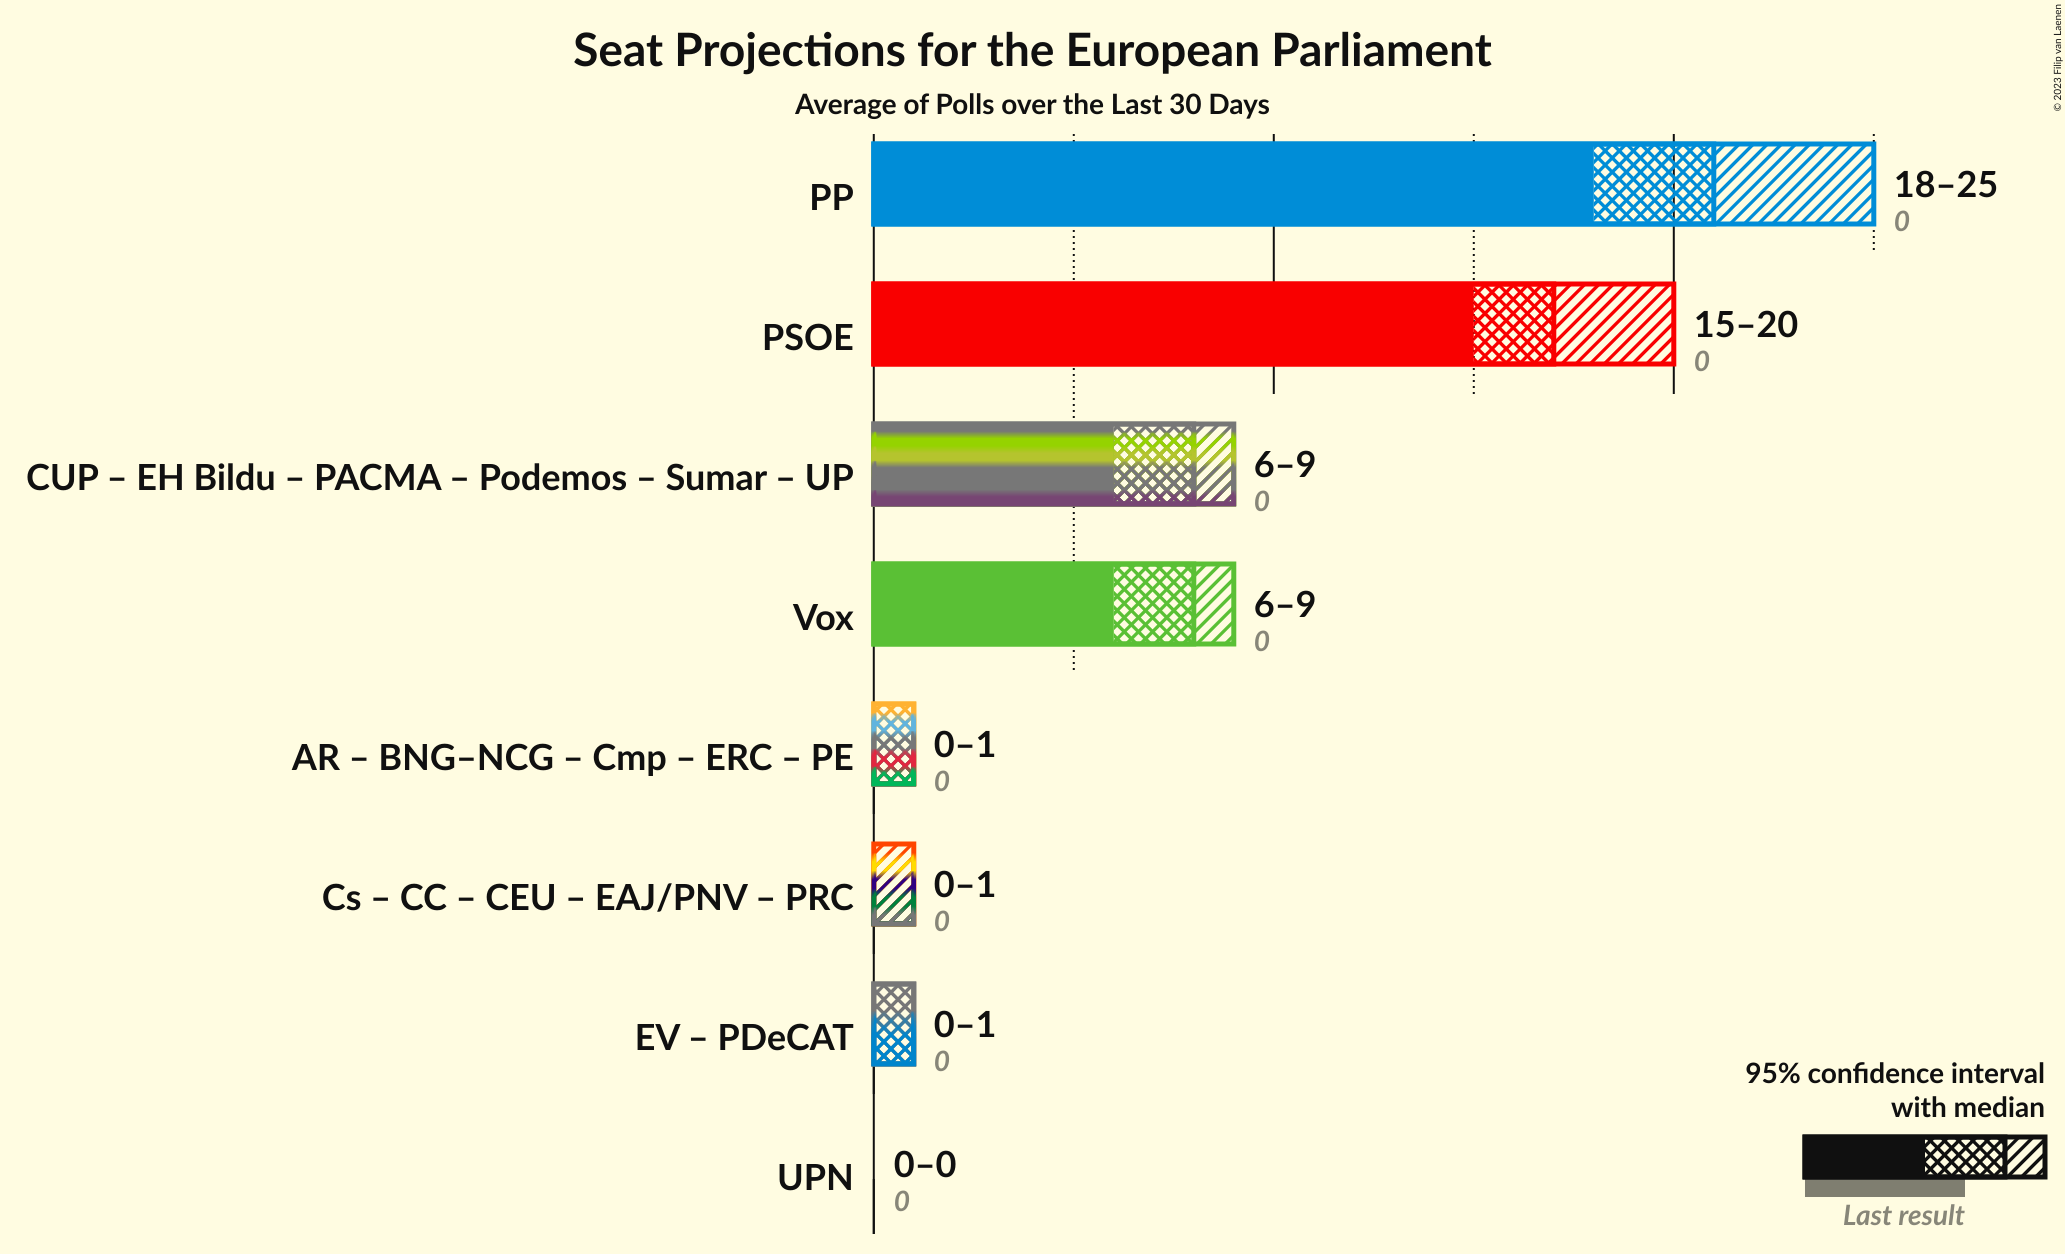 Seat Projections for the European Parliament
Average of Polls over the Last 30 Days
© 2023 Filip van Laenen
PP
18–25
0
PSOE
15–20
0
CUP – EH Bildu – PACMA – Podemos – Sumar – UP
6–9
0
Vox
6–9
0
AR – BNG–NCG – Cmp – ERC – PE
0–1
0
Cs – CC – CEU – EAJ/PNV – PRC
0–1
0
EV – PDeCAT
0–1
0
UPN
0–0
0
95% confidence interval
with median
Last result